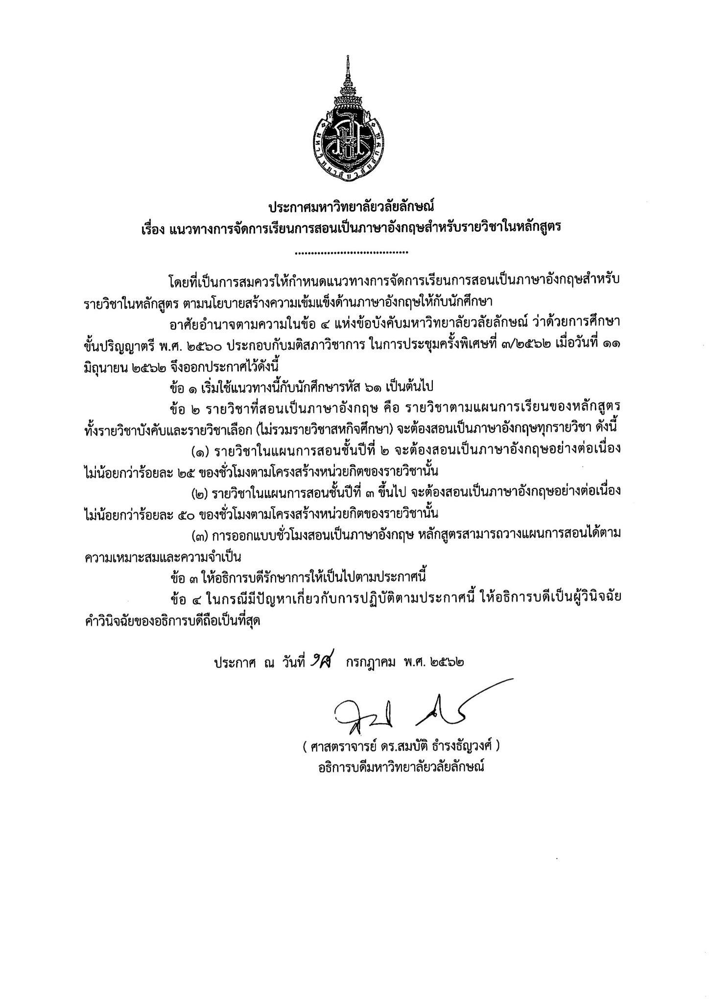 มหาวิทยาลัยวลัยลักษณ์
ประกาศมหาวิทยาลัยวลัยลักษณ์
เรื่อง แนวทางการจัดการเรียนการสอนเป็นภาษาอังกฤษสำหรับรายวิชาในหลักสูตร
...................................
โดยที่เป็นการสมควรให้กำหนดแนวทางการจัดการเรียนการสอนเป็นภาษาอังกฤษสำหรับ
รายวิชาในหลักสูตร ตามนโยบายสร้างความเข้มแข็งด้านภาษาอังกฤษให้กับนักศึกษา
อาศัยอำนาจตามความในข้อ ๔ แห่งข้อบังคับมหาวิทยาลัยวลัยลักษณ์ ว่าด้วยการศึกษา
ขั้นปริญญาตรี พ.ศ. ๒๕๖๐ ประกอบกับมติสภาวิชาการ ในการประชุมครั้งพิเศษที่ ๓/๒๕๖๒ เมื่อวันที่ ๑๑
มิถุนายน ๒๕๖๒ จึงออกประกาศไว้ดังนี้
ข้อ ๑ เริ่มใช้แนวทางนี้กับนักศึกษารหัส ๖๑ เป็นต้นไป
ข้อ ๒ รายวิชาที่สอนเป็นภาษาอังกฤษ คือ รายวิชาตามแผนการเรียนของหลักสูตร
ทั้งรายวิชาบังคับและรายวิชาเลือก (ไม่รวมรายวิชาสหกิจศึกษา) จะต้องสอนเป็นภาษาอังกฤษทุกรายวิชา ดังนี้
(๑) รายวิชาในแผนการสอนชั้นปีที่ ๒ จะต้องสอนเป็นภาษาอังกฤษอย่างต่อเนื่อง
ไม่น้อยกว่าร้อยละ ๒๕ ของชั่วโมงตามโครงสร้างหน่วยกิตของรายวิชานั้น
(๒) รายวิชาในแผนการสอนชั้นปีที่ ๓ ขึ้นไป จะต้องสอนเป็นภาษาอังกฤษอย่างต่อเนื่อง
ไม่น้อยกว่าร้อยละ ๕๐ ของชั่วโมงตามโครงสร้างหน่วยกิตของรายวิชานั้น
(๓) การออกแบบชั่วโมงสอนเป็นภาษาอังกฤษ หลักสูตรสามารถวางแผนการสอนได้ตาม
ความเหมาะสมและความจำเป็น
ข้อ ๓ ให้อธิการบดีรักษาการให้เป็นไปตามประกาศนี้
ข้อ ๔ ในกรณีมีปัญหาเกี่ยวกับการปฏิบัติตามประกาศนี้ ให้อธิการบดีเป็นผู้วินิจฉัย
คำวินิจฉัยของอธิการบดีถือเป็นที่สุด
ประกาศ ณ วันที่ กรกฎาคม พ.ศ. ๒๕๖๒
( ศาสตราจารย์ ดร.สมบัติ ธำรงธัญวงศ์ )
อธิการบดีมหาวิทยาลัยวลัยลักษณ์